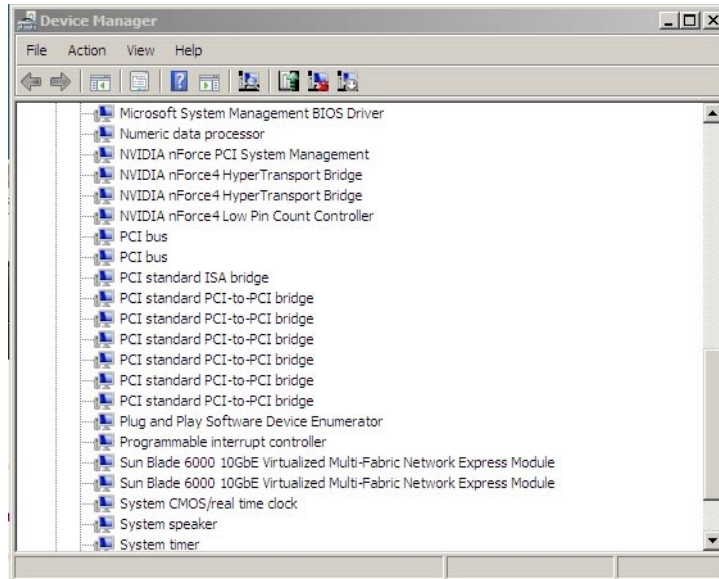 Device Manager
File Action View Help
Microsoft System Management BIOS Driver
Numeric data processor
NVIDIA nForce PCI System Management
NVIDIA nForce4 HyperTransport Bridge
NVIDIA nForce4 HyperTransport Bridge
NVIDIA nForce4 Low Pin Count Controller
PCI bus
PCI bus
PCI standard ISA bridge
PCI standard PCI-to-PCI bridge
PCI standard PCI-to-PCI bridge
PCI standard PCI-to-PCI bridge
PCI standard PCI-to-PCI bridge
PCI standard PCI-to-PCI bridge
PCI standard PCI-to-PCI bridge
Plug and Play Software Device Enumerator
Programmable interrupt controller
Sun Blade 6000 10GbE Virtualized Multi-Fabric Network Express Module
Sun Blade 6000 10GbE Virtualized Multi-Fabric Network Express Module
System CMOS/real time clock
System speaker
System timer